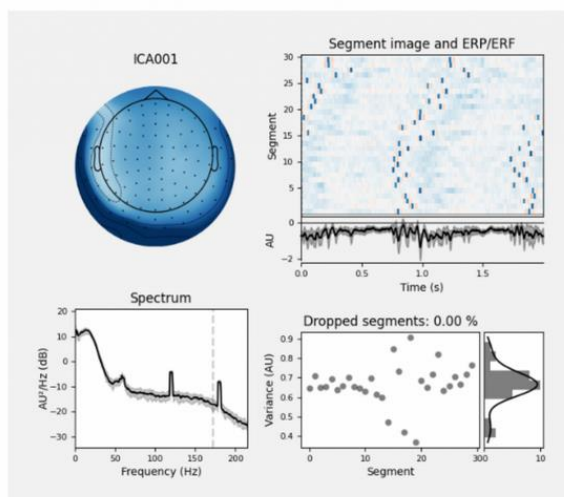 ICA001
Segment image and ERP/ERF
Segment
30
25
20
15
10
5
0
AU
0
−2
0.0 0.5 1.0 1.5
Time (s)
Spectrum
AU²/Hz (dB)
20
10
0
−10
−20
−30
0 50 100 150 200
Frequency (Hz)
Dropped segments: 0.00 %
Variance (AU)
0.9
0.8
0.7
0.6
0.5
0.4
0 10 20 300 10
Segment